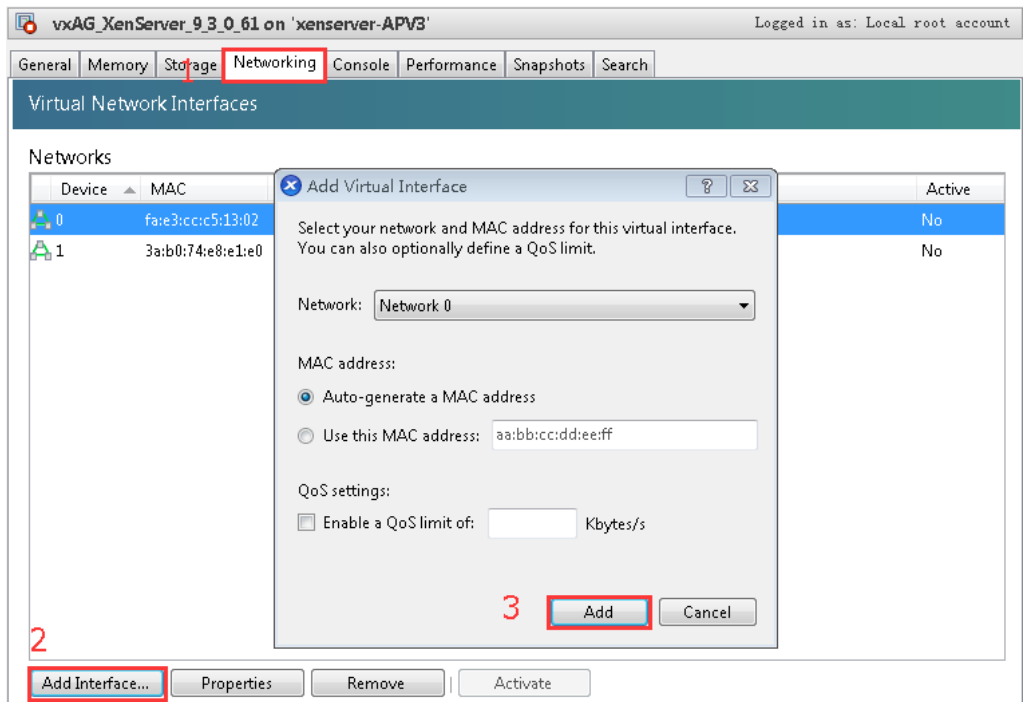 vxAG_XenServer_9_3_0_61 on 'xenserver-APV3' Logged in as: Local root account
General Memory Storage Networking Console Performance Snapshots Search
1
Virtual Network Interfaces
Networks
Device MAC Active
0 fa:e3:cc:c5:13:02 No
1 3a:b0:74:e8:e1:e0 No
Add Virtual Interface ?
Select your network and MAC address for this virtual interface.
You can also optionally define a QoS limit.
Network: Network 0
MAC address:
Auto-generate a MAC address
Use this MAC address: aa:bb:cc:dd:ee:ff
QoS settings:
Enable a QoS limit of: Kbytes/s
3 Add Cancel
2
Add Interface... Properties Remove Activate